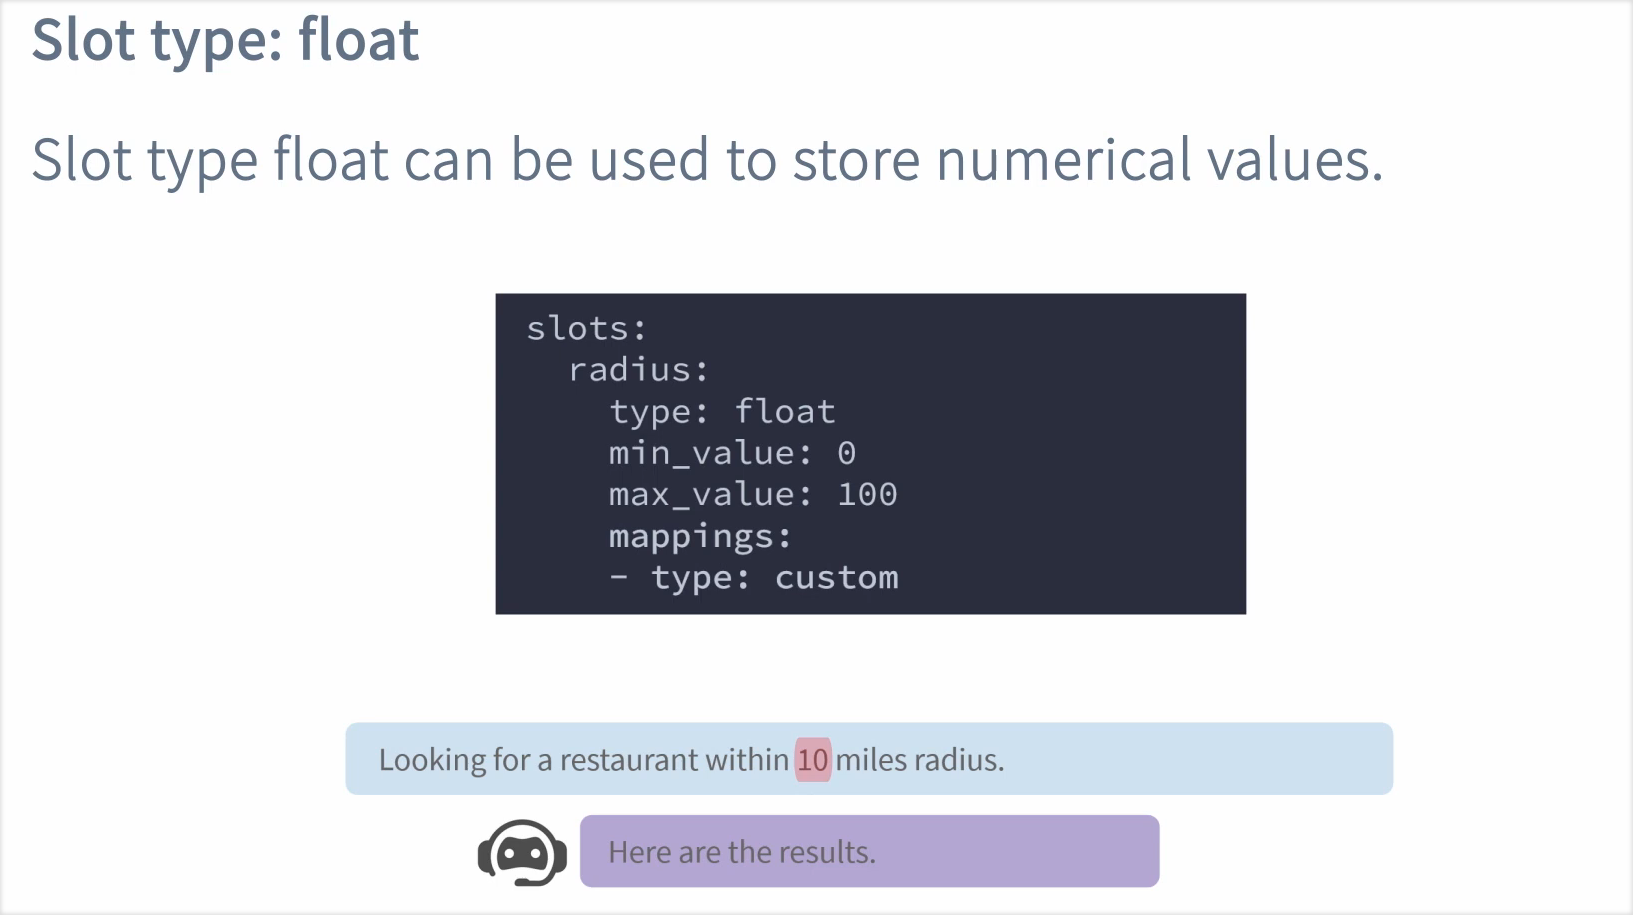 Slot type: float
Slot type float can be used to store numerical values.
slots:
  radius:
    type: float
    min_value: 0
    max_value: 100
    mappings:
    - type: custom
Looking for a restaurant within 10 miles radius.
Here are the results.